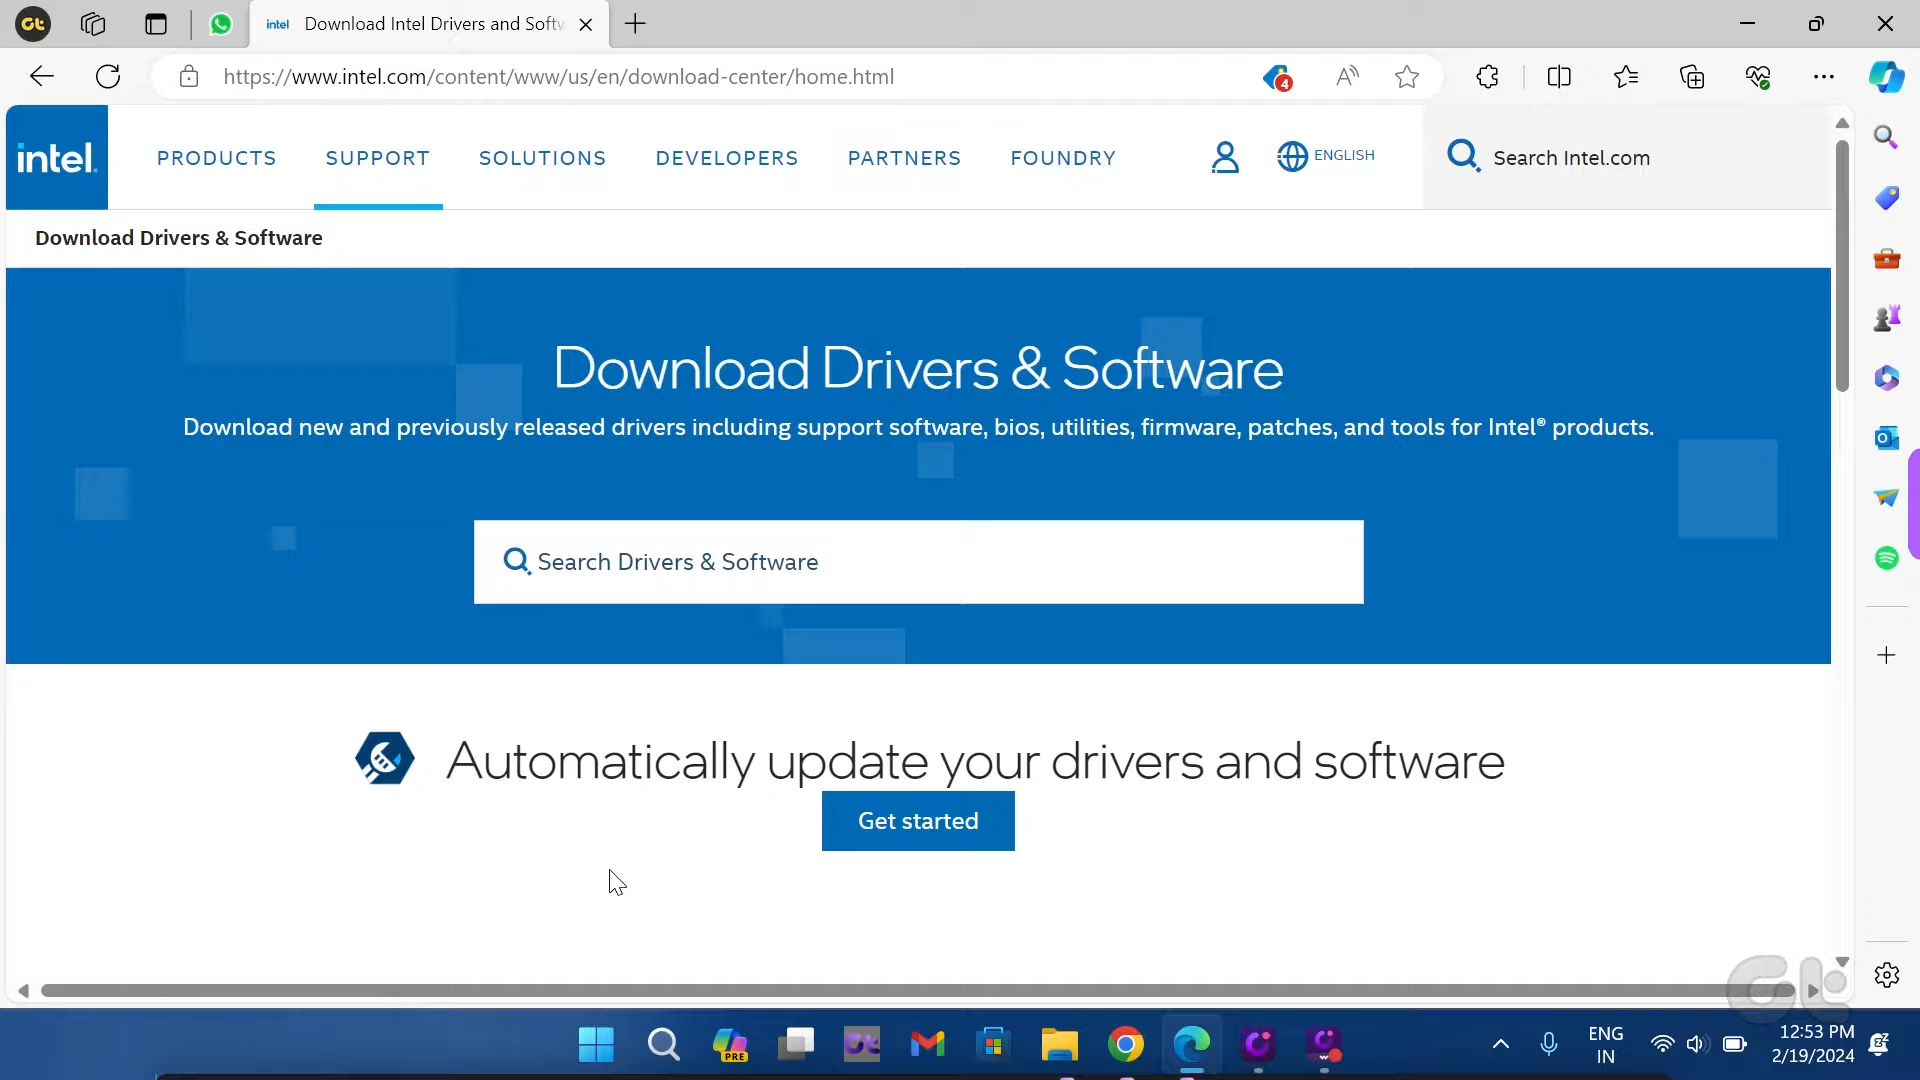 Download Intel Drivers and Softw
https://www.intel.com/content/www/us/en/download-center/home.html
4
intel
PRODUCTS
SUPPORT
SOLUTIONS
DEVELOPERS
PARTNERS
FOUNDRY
ENGLISH
Search Intel.com
Download Drivers & Software
Download Drivers & Software
Download new and previously released drivers including support software, bios, utilities, firmware, patches, and tools for Intel® products.
Search Drivers & Software
Automatically update your drivers and software
Get started
PRE
ENG
IN
12:53 PM
2/19/2024